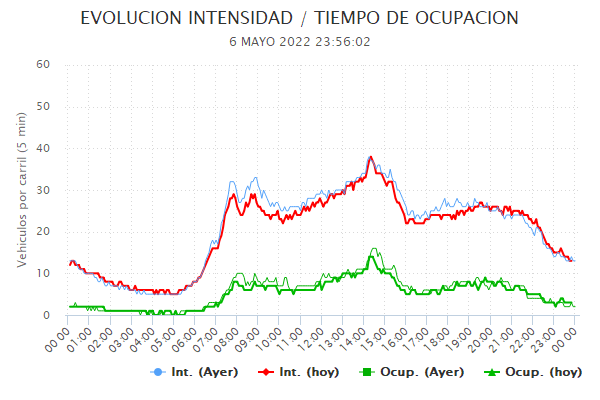 EVOLUCION INTENSIDAD / TIEMPO DE OCUPACION
6 MAYO 2022 23:56:02
Vehiculos por carril (5 min)
60
50
40
30
20
10
0
00:00 01:00 02:00 03:00 04:00 05:00 06:00 07:00 08:00 09:00 10:00 11:00 12:00 13:00 14:00 15:00 16:00 17:00 18:00 19:00 20:00 21:00 22:00 23:00 00:00
Int. (Ayer) Int. (hoy) Ocup. (Ayer) Ocup. (hoy)